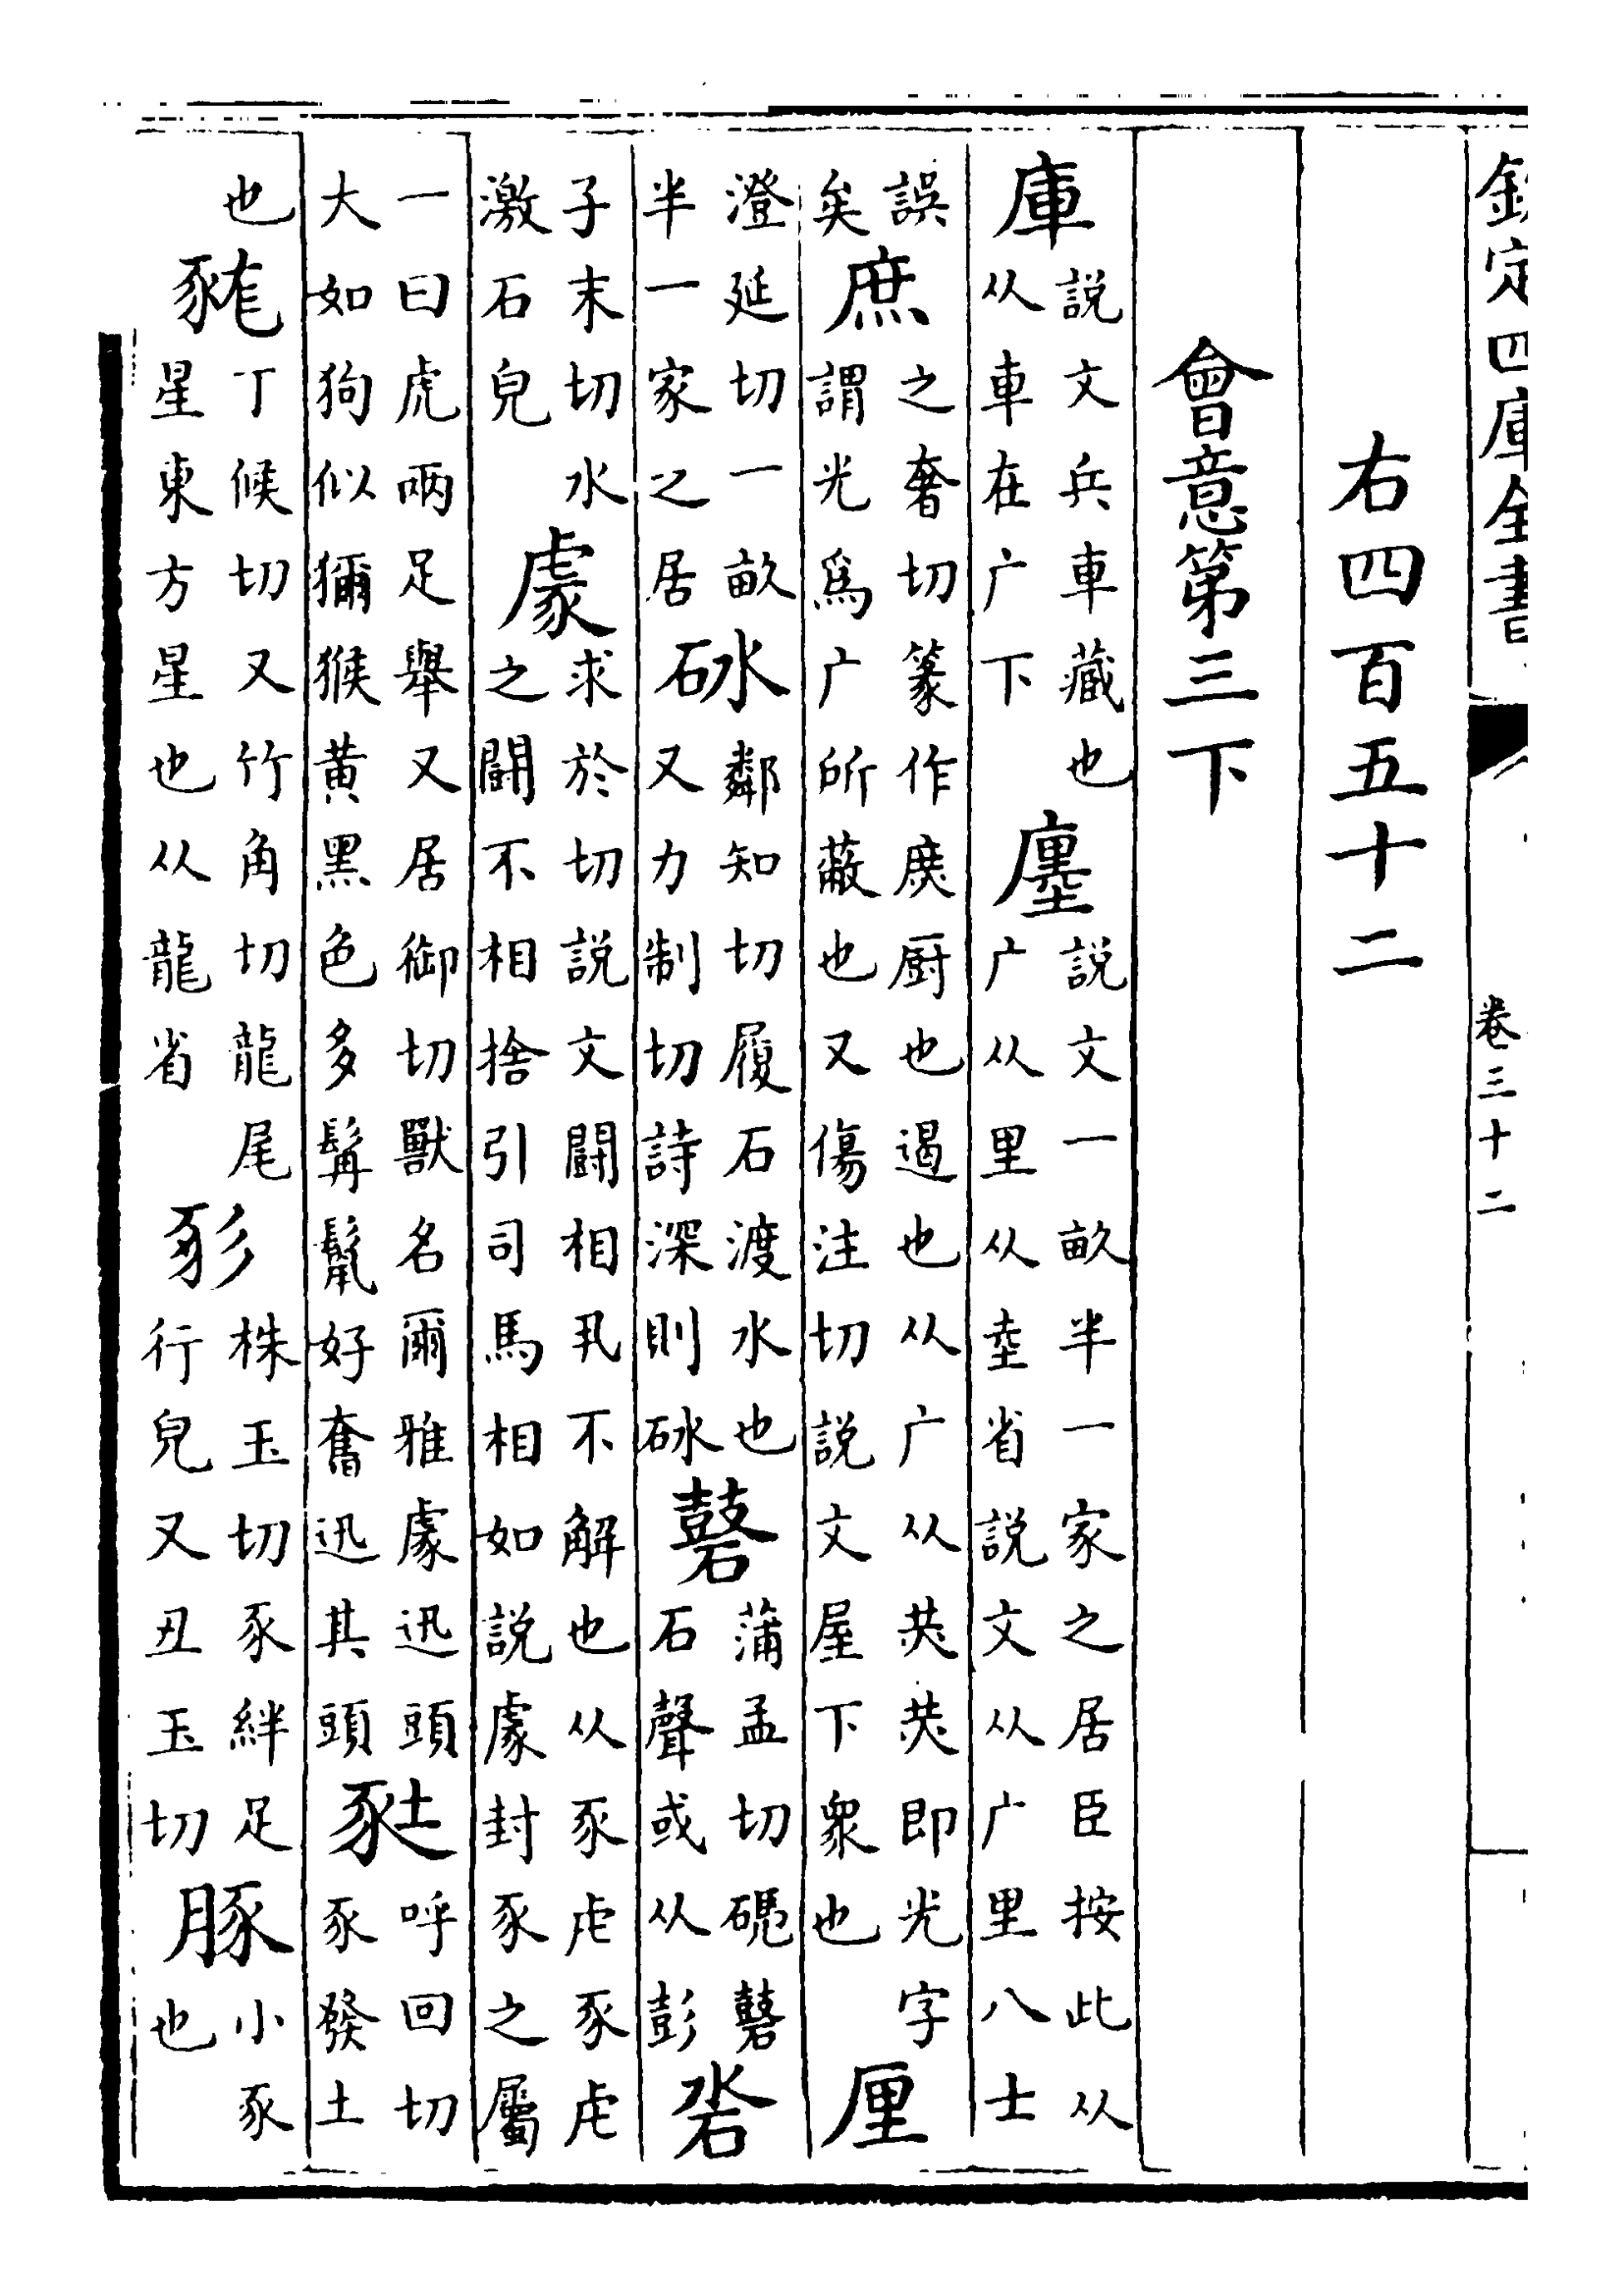 欽定四庫全書
卷三十二
右四百五十二
會意第三下
庫說文兵車藏也
从車在广下
廛說文一畝半一家之居臣按此从
广从里从坴省說文从广里八士
誤
矣
庶之奢切篆作庻厨也遏也从广从炗炗即光字
謂光爲广所蔽也又傷注切說文屋下衆也
厘
澄延切一畝
半一家之居
砅鄰知切履石渡水也
又力制切詩深則砅
蒲孟切
石聲或从彭
沯
子末切水
激石皃
豦求於切說文鬬相丮不解也从豕虍豕虍
之鬬不相捨引司馬相如說豦封豕之屬
一曰虎兩足舉又居御切獸名爾雅豦迅頭
大如狗似獼猴黄黑色多髯鬣好奮迅其頭
呼回切
豕發土
也
丁候切又竹角切龍尾
星東方星也从龍省
株玉切豕絆足
行皃又丑玉切
豚小豕
也